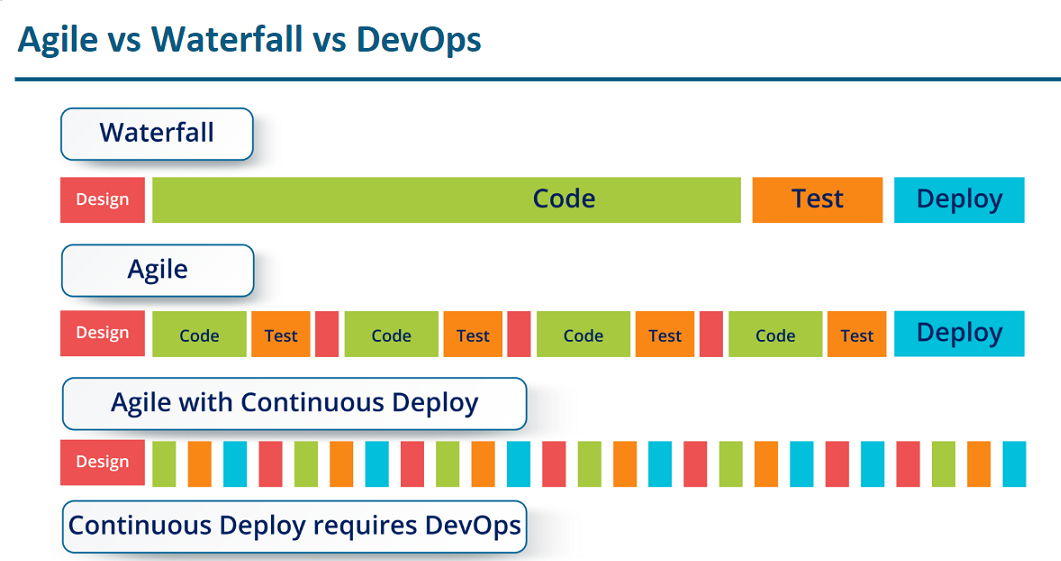 Agile vs Waterfall vs DevOps
Waterfall
Design Code Test Deploy
Agile
Design Code Test Code Test Code Test Code Test Deploy
Agile with Continuous Deploy
Design
Continuous Deploy requires DevOps